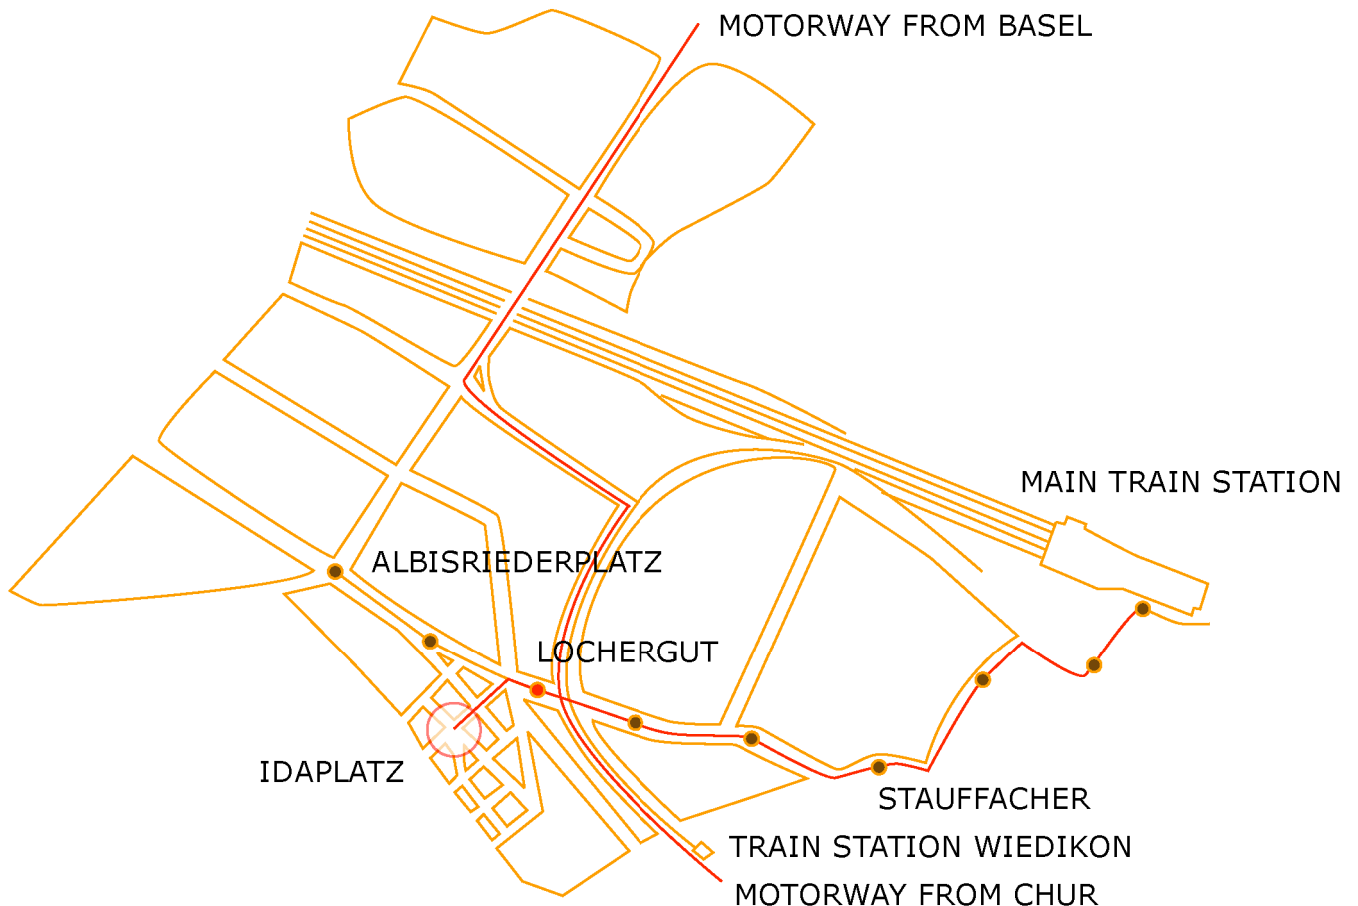 MOTORWAY FROM BASEL
MAIN TRAIN STATION
ALBISRIEDERPLATZ
LOCHERGUT
IDAPLATZ
STAUFFACHER
TRAIN STATION WIEDIKON
MOTORWAY FROM CHUR